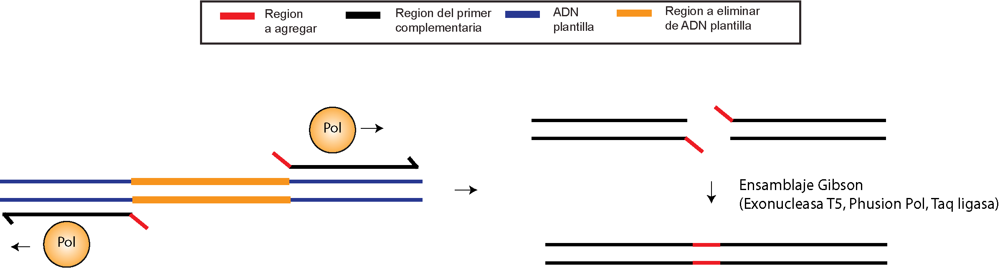 Region
a agregar
Region del primer
complementaria
ADN
plantilla
Region a eliminar
de ADN plantilla
Pol
Pol
Ensamblaje Gibson
(Exonucleasa T5, Phusion Pol, Taq ligasa)